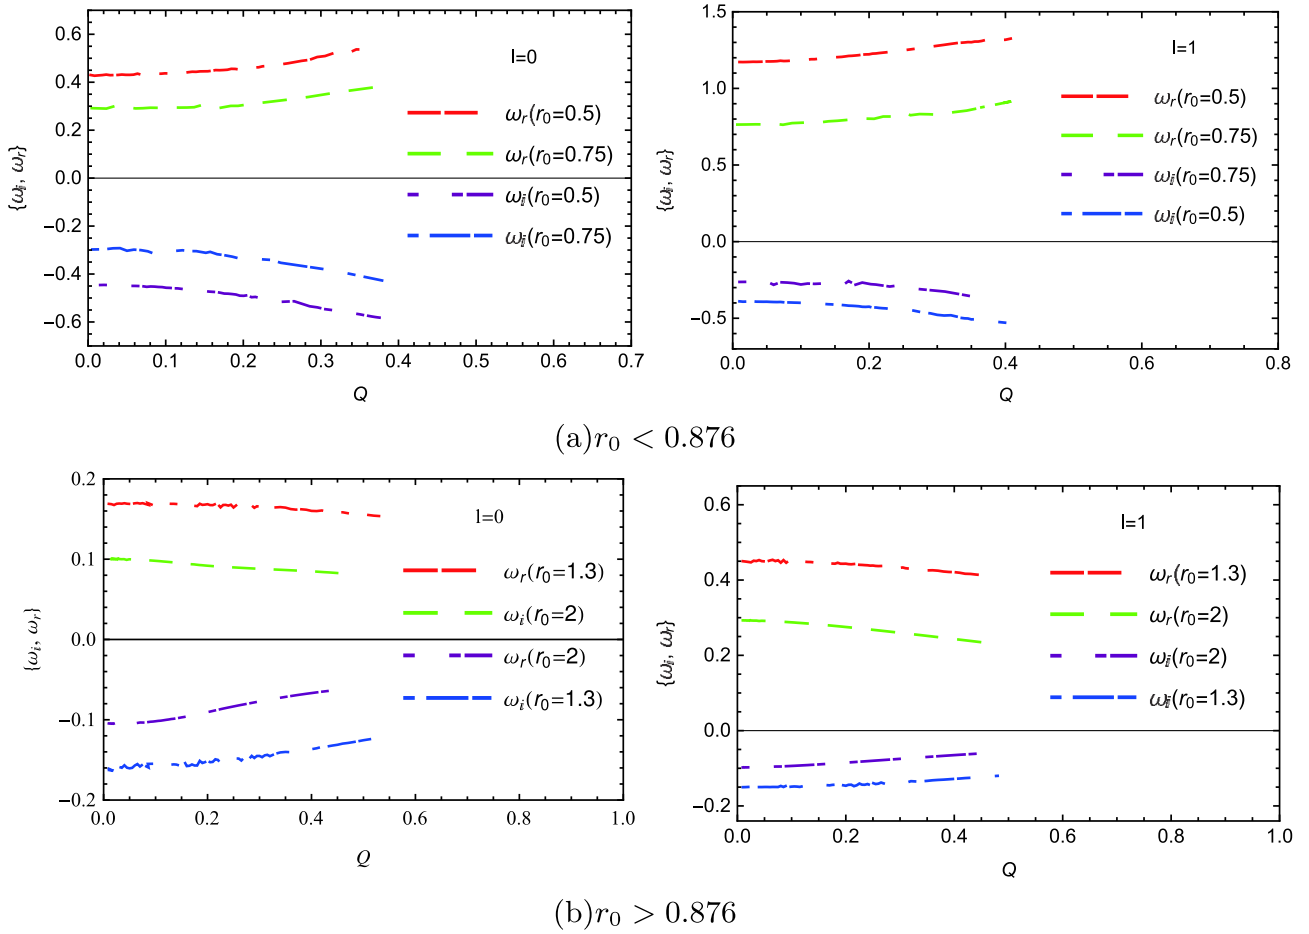 0.6
0.4
0.2
0.0
−0.2
−0.4
−0.6
{ωi, ωr}
l=0
ωr(r0=0.5)
ωr(r0=0.75)
ωi(r0=0.5)
ωi(r0=0.75)
0.0 0.1 0.2 0.3 0.4 0.5 0.6 0.7
Q
1.5
1.0
0.5
0.0
−0.5
{ωi, ωr}
l=1
ωr(r0=0.5)
ωr(r0=0.75)
ωi(r0=0.75)
ωi(r0=0.5)
0.0 0.2 0.4 0.6 0.8
Q
(a)r0 < 0.876
0.2
0.1
0.0
−0.1
−0.2
{ωi, ωr}
l=0
ωr(r0=1.3)
ωi(r0=2)
ωr(r0=2)
ωi(r0=1.3)
0.0 0.2 0.4 0.6 0.8 1.0
Q
0.6
0.4
0.2
0.0
−0.2
{ωi, ωr}
l=1
ωr(r0=1.3)
ωr(r0=2)
ωi(r0=2)
ωi(r0=1.3)
0.0 0.2 0.4 0.6 0.8 1.0
Q
(b)r0 > 0.876